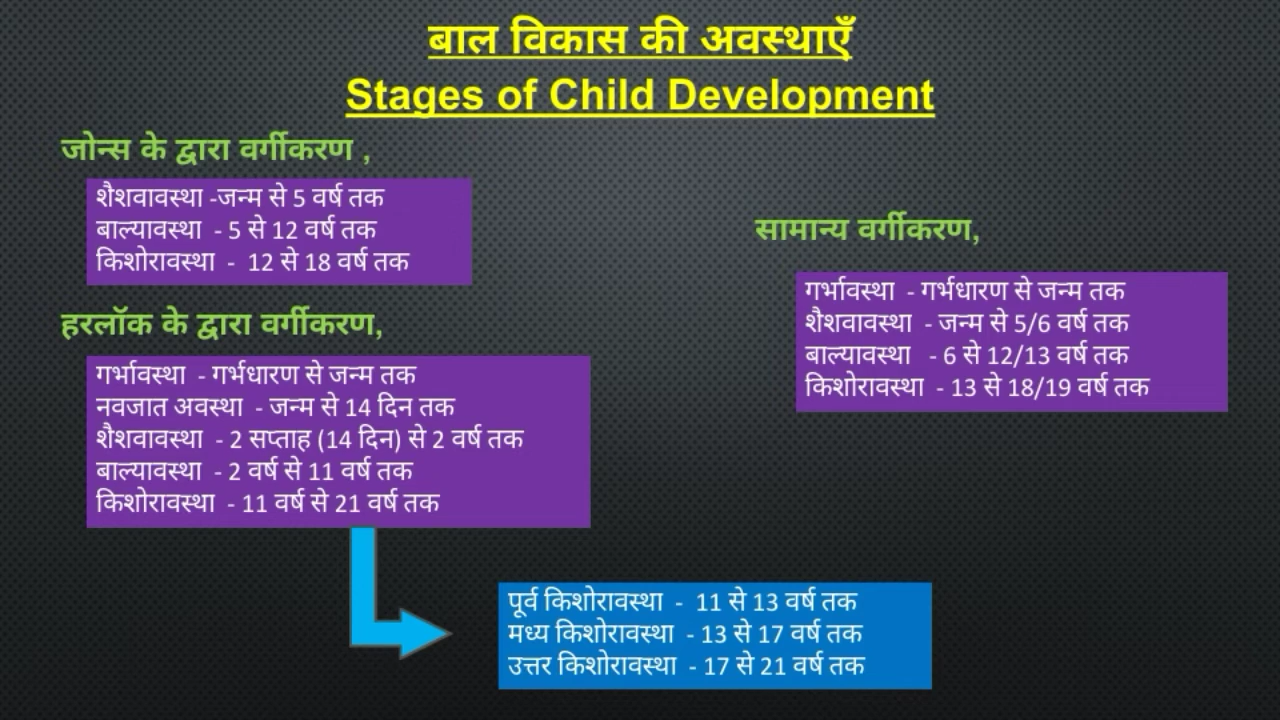 बाल विकास की अवस्थाएँ
Stages of Child Development
जोन्स के द्वारा वर्गीकरण ,
शैशवावस्था -जन्म से 5 वर्ष तक
बाल्यावस्था - 5 से 12 वर्ष तक
किशोरावस्था - 12 से 18 वर्ष तक
हरलॉक के द्वारा वर्गीकरण,
गर्भावस्था - गर्भधारण से जन्म तक
नवजात अवस्था - जन्म से 14 दिन तक
शैशवावस्था - 2 सप्ताह (14 दिन) से 2 वर्ष तक
बाल्यावस्था - 2 वर्ष से 11 वर्ष तक
किशोरावस्था - 11 वर्ष से 21 वर्ष तक
पूर्व किशोरावस्था - 11 से 13 वर्ष तक
मध्य किशोरावस्था - 13 से 17 वर्ष तक
उत्तर किशोरावस्था - 17 से 21 वर्ष तक
सामान्य वर्गीकरण,
गर्भावस्था - गर्भधारण से जन्म तक
शैशवावस्था - जन्म से 5/6 वर्ष तक
बाल्यावस्था - 6 से 12/13 वर्ष तक
किशोरावस्था - 13 से 18/19 वर्ष तक